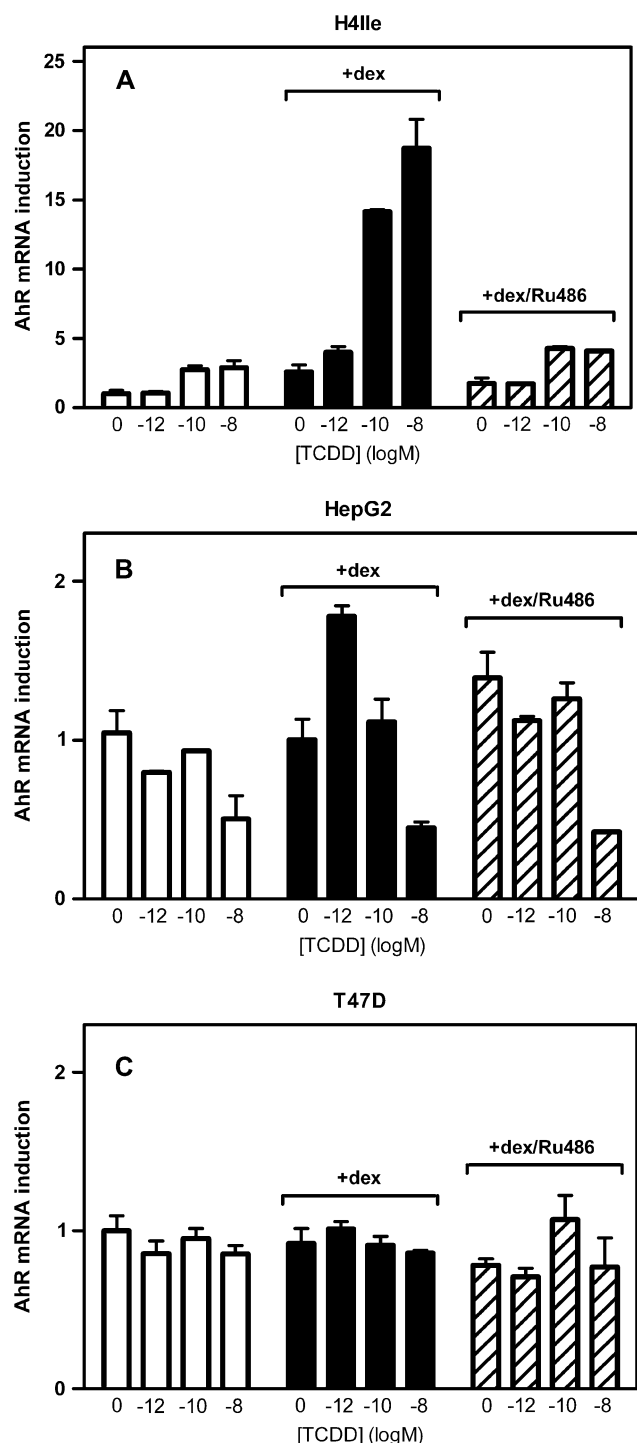 H4IIe
A
+dex
+dex/Ru486
AhR mRNA induction
25
20
15
10
5
0
0 -12 -10 -8 0 -12 -10 -8 0 -12 -10 -8
[TCDD] (logM)
HepG2
B
+dex
+dex/Ru486
AhR mRNA induction
2
1
0
0 -12 -10 -8 0 -12 -10 -8 0 -12 -10 -8
[TCDD] (logM)
T47D
C
+dex
+dex/Ru486
AhR mRNA induction
2
1
0
0 -12 -10 -8 0 -12 -10 -8 0 -12 -10 -8
[TCDD] (logM)